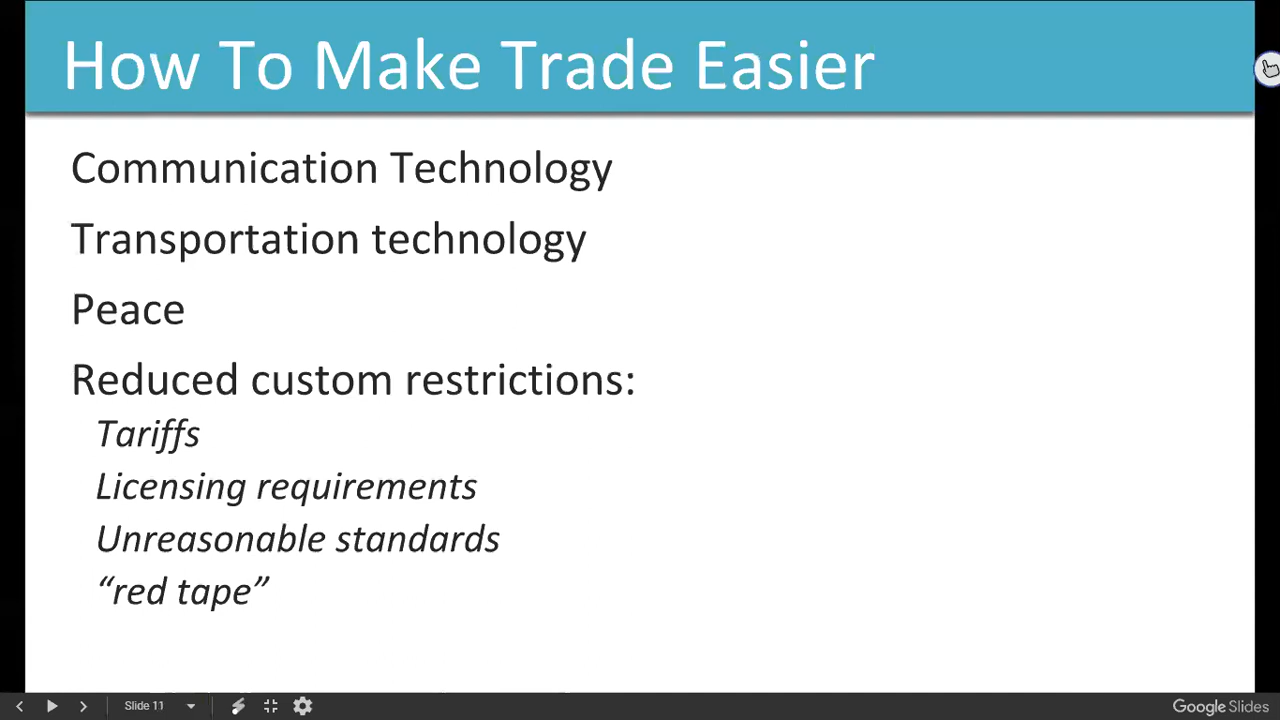 How To Make Trade Easier
Communication Technology
Transportation technology
Peace
Reduced custom restrictions:
Tariffs
Licensing requirements
Unreasonable standards
“red tape”
Slide 11
Google Slides